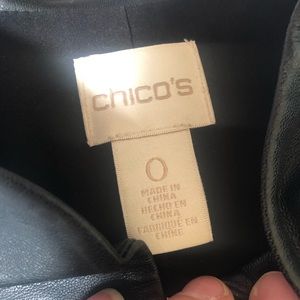 chico's
0
MADE IN
CHINA
HECHO EN
CHINA
FABRIQUÉ EN
CHINE